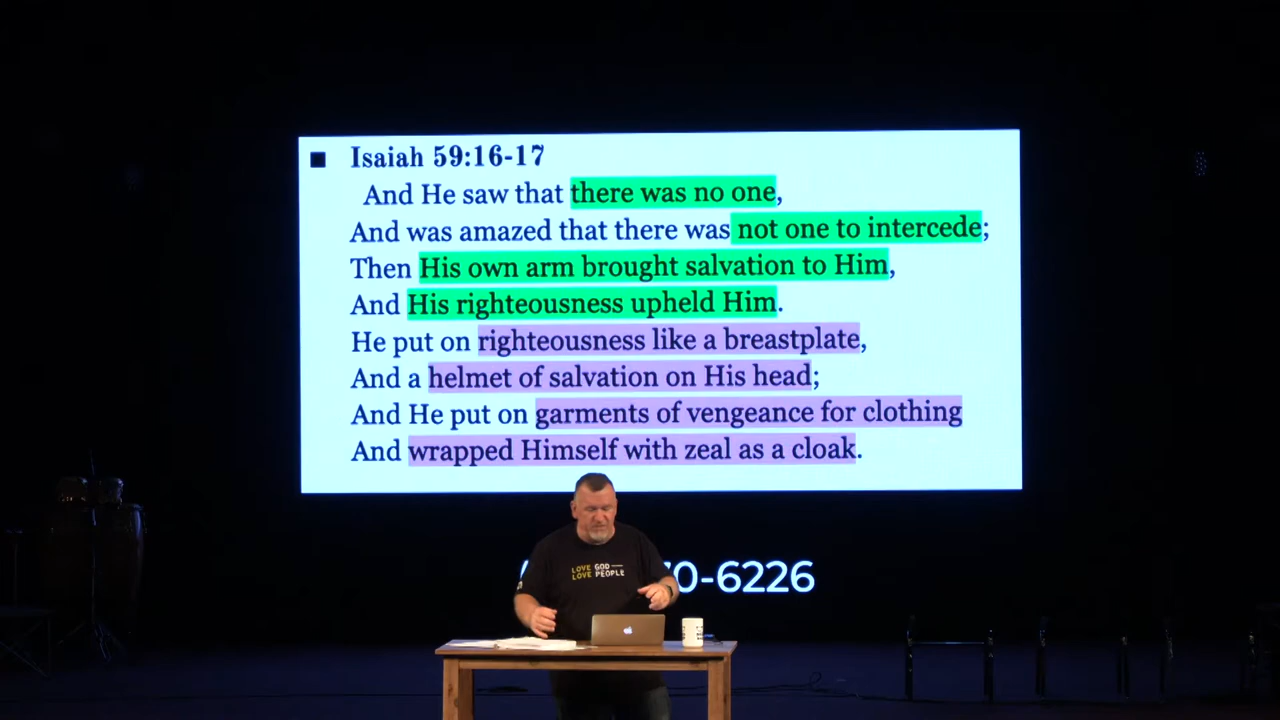 Isaiah 59:16-17
And He saw that there was no one,
And was amazed that there was not one to intercede;
Then His own arm brought salvation to Him,
And His righteousness upheld Him.
He put on righteousness like a breastplate,
And a helmet of salvation on His head;
And He put on garments of vengeance for clothing
And wrapped Himself with zeal as a cloak.
0-6226
LOVE GOD
LOVE PEOPLE